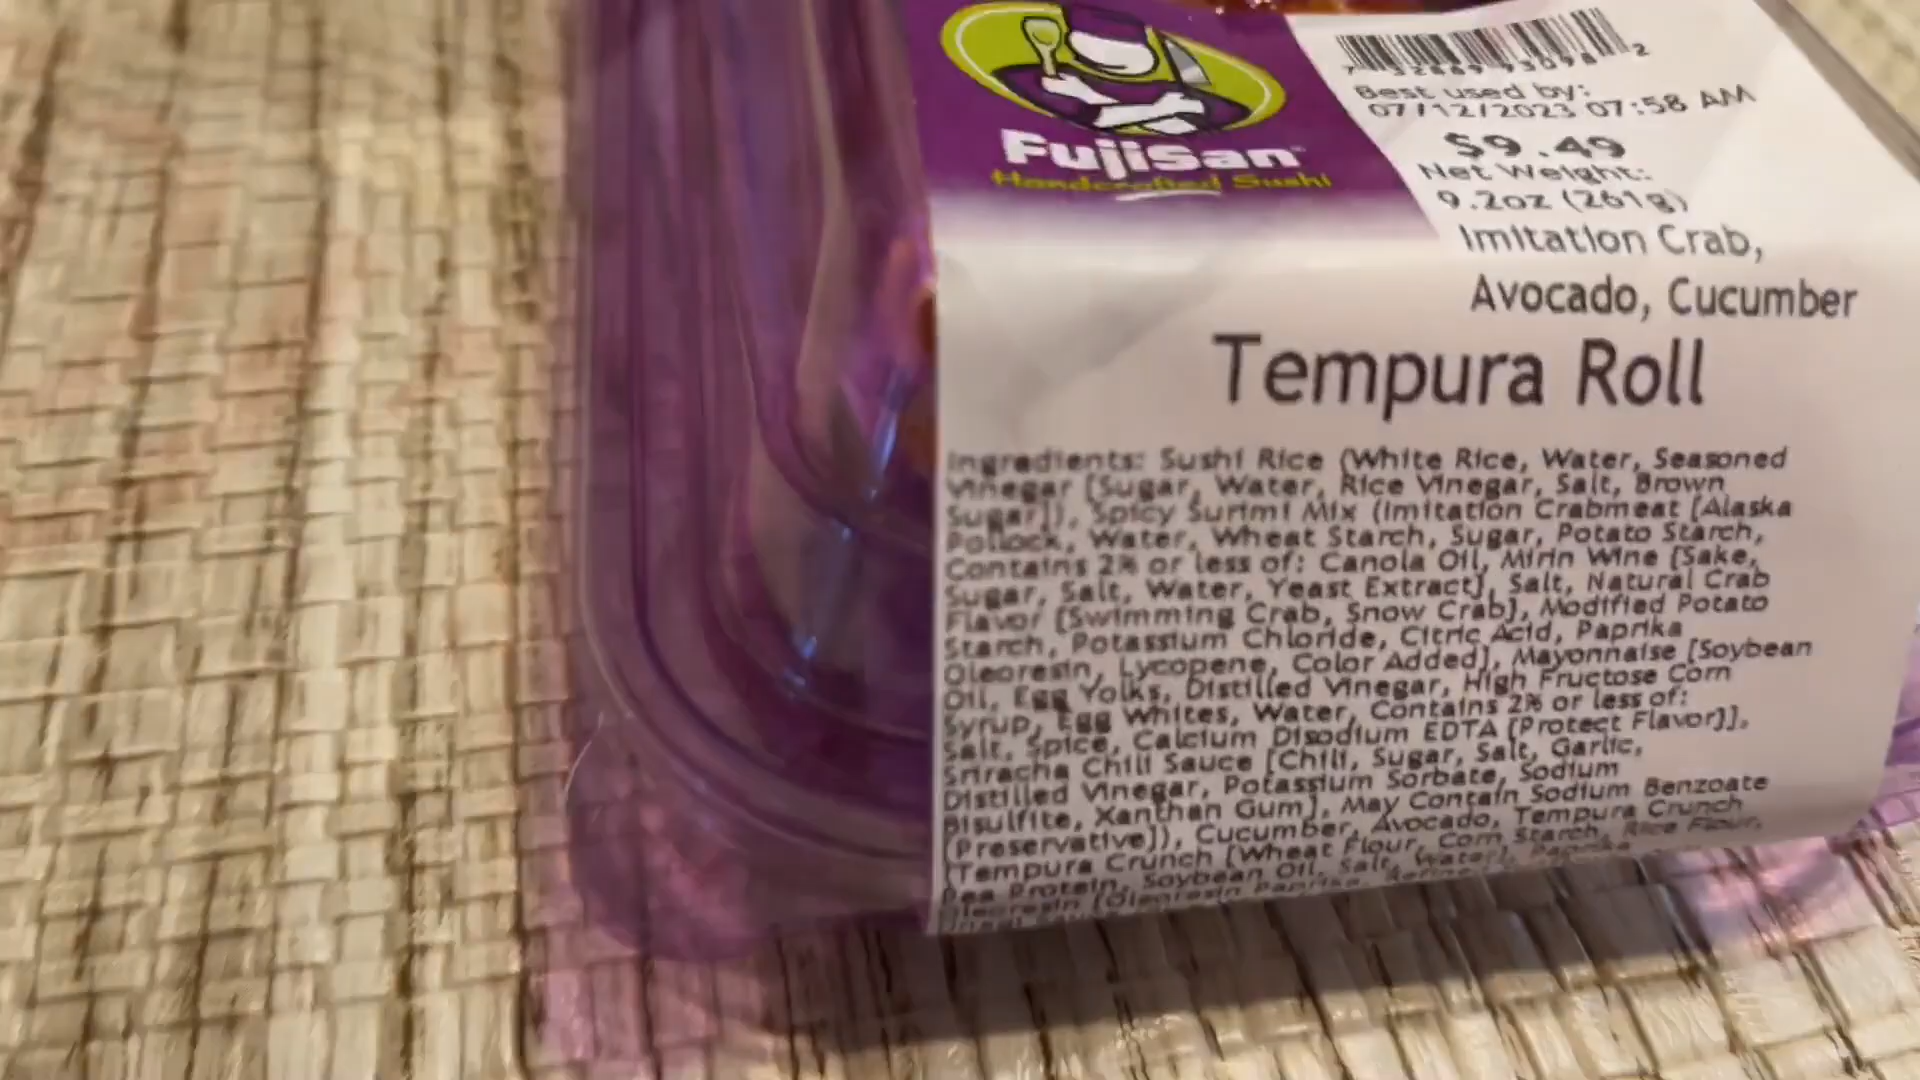 FujiSan
Handcrafted Sushi
Best used by:
07/12/2023 07:58 AM
$9.49
Net Weight:
9.2oz (261g)
Imitation Crab,
Avocado, Cucumber
Tempura Roll
Ingredients: Sushi Rice (White Rice, Water, Seasoned
Vinegar [Sugar, Water, Rice Vinegar, Salt, Brown
Sugar]), Spicy Surimi Mix (Imitation Crabmeat [Alaska
Pollock, Water, Wheat Starch, Sugar, Potato Starch,
Contains 2% or less of: Canola Oil, Mirin Wine [Sake,
Sugar, Salt, Water, Yeast Extract], Salt, Natural Crab
Flavor [Swimming Crab, Snow Crab], Modified Potato
Starch, Potassium Chloride, Citric Acid, Paprika
Oleoresin, Lycopene, Color Added], Mayonnaise [Soybean
Oil, Egg Yolks, Distilled Vinegar, High Fructose Corn
Syrup, Egg Whites, Water, Contains 2% or less of:
Salt, Spice, Calcium Disodium EDTA (Protect Flavor)],
Sriracha Chili Sauce [Chili, Sugar, Salt, Garlic,
Distilled Vinegar, Potassium Sorbate, Sodium
Bisulfite, Xanthan Gum], May Contain Sodium Benzoate
(Preservative]), Cucumber, Avocado, Tempura Crunch
(Tempura Crunch [Wheat Flour, Corn Starch, Rice Flour,
Pea Protein, Soybean Oil, Salt, Water], Paprika
Oleoresin (Oleoresin Paprika,